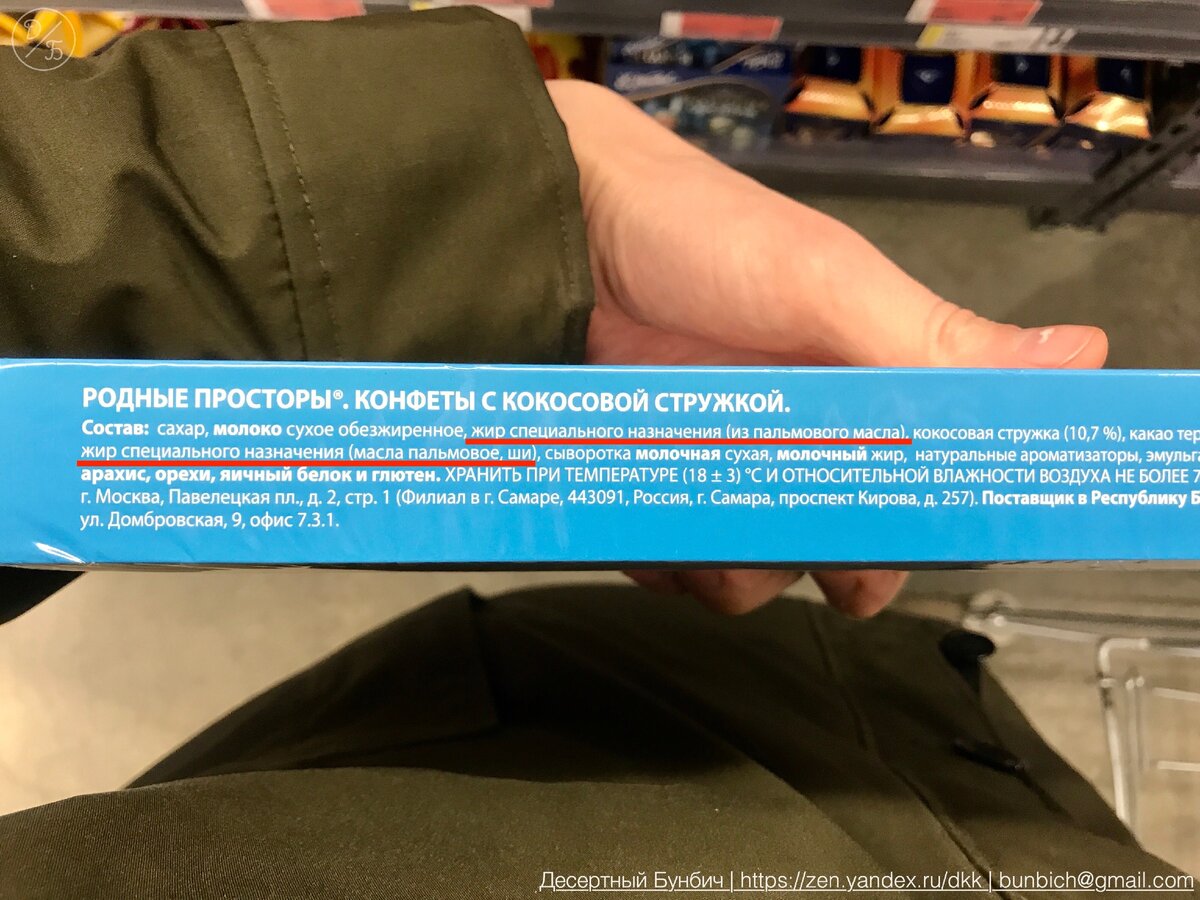 РОДНЫЕ ПРОСТОРЫ®. КОНФЕТЫ С КОКОСОВОЙ СТРУЖКОЙ.
Состав: сахар, молоко сухое обезжиренное, жир специального назначения (из пальмового масла), кокосовая стружка (10,7 %), какао тер
жир специального назначения (масла пальмовое, ши), сыворотка молочная сухая, молочный жир, натуральные ароматизаторы, эмульга
арахис, орехи, яичный белок и глютен. ХРАНИТЬ ПРИ ТЕМПЕРАТУРЕ (18 ± 3) °С И ОТНОСИТЕЛЬНОЙ ВЛАЖНОСТИ ВОЗДУХА НЕ БОЛЕЕ 7
г. Москва, Павелецкая пл., д. 2, стр. 1 (Филиал в г. Самаре, 443091, Россия, г. Самара, проспект Кирова, д. 257). Поставщик в Республику Б
ул. Домбровская, 9, офис 7.3.1.
Десертный Бунбич | https://zen.yandex.ru/dkk | bunbich@gmail.com